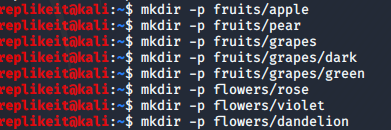 replikeit@kali:~$ mkdir -p fruits/apple
replikeit@kali:~$ mkdir -p fruits/pear
replikeit@kali:~$ mkdir -p fruits/grapes
replikeit@kali:~$ mkdir -p fruits/grapes/dark
replikeit@kali:~$ mkdir -p fruits/grapes/green
replikeit@kali:~$ mkdir -p flowers/rose
replikeit@kali:~$ mkdir -p flowers/violet
replikeit@kali:~$ mkdir -p flowers/dandelion